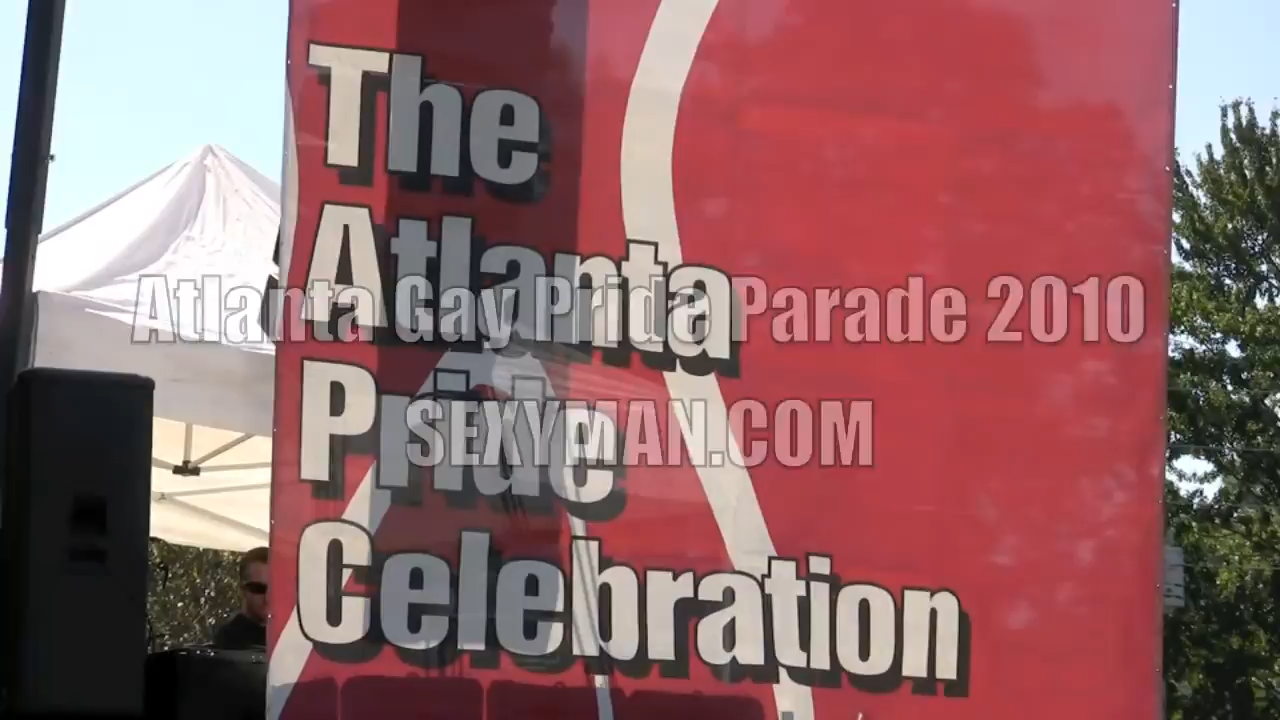 The
Atlanta
Pride
Celebration
Atlanta Gay Pride Parade 2010
SEXYMAN.COM